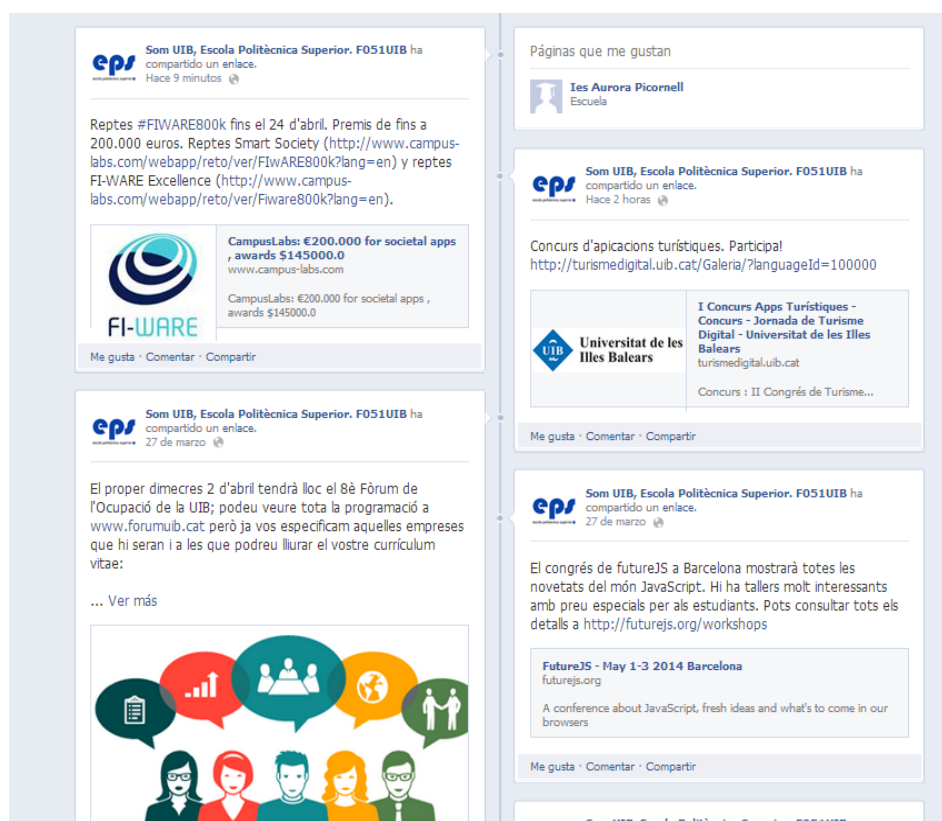 eps
Som UIB, Escola Politècnica Superior. F051UIB ha
compartido un enlace.
Hace 9 minutos
Reptes #FIWARE800k fins el 24 d'abril. Premis de fins a
200.000 euros. Reptes Smart Society (http://www.campus-
labs.com/webapp/reto/ver/FIwARE800k?lang=en) y reptes
FI-WARE Excellence (http://www.campus-
labs.com/webapp/reto/ver/Fiware800k?lang=en).
FI-WARE
CampusLabs: €200.000 for societal apps
, awards $145000.0
www.campus-labs.com
CampusLabs: €200.000 for societal apps ,
awards $145000.0
Me gusta · Comentar · Compartir
eps
Som UIB, Escola Politècnica Superior. F051UIB ha
compartido un enlace.
27 de marzo
El proper dimecres 2 d'abril tendrà lloc el 8è Fòrum de
l'Ocupació de la UIB; podeu veure tota la programació a
www.forumuib.cat però ja vos especificam aquelles empreses
que hi seran i a les que podreu lliurar el vostre currículum
vitae:
... Ver más
Páginas que me gustan
Ies Aurora Picornell
Escuela
eps
Som UIB, Escola Politècnica Superior. F051UIB ha
compartido un enlace.
Hace 2 horas
Concurs d'apicacions turístiques. Participa!
http://turismedigital.uib.cat/Galeria/?languageId=100000
UIB
Universitat de les
Illes Balears
I Concurs Apps Turístiques -
Concurs - Jornada de Turisme
Digital - Universitat de les Illes
Balears
turismedigital.uib.cat
Concurs : II Congrés de Turisme...
Me gusta · Comentar · Compartir
eps
Som UIB, Escola Politècnica Superior. F051UIB ha
compartido un enlace.
27 de marzo
El congrés de futureJS a Barcelona mostrarà totes les
novetats del món JavaScript. Hi ha tallers molt interessants
amb preu especials per als estudiants. Pots consultar tots els
detalls a http://futurejs.org/workshops
FutureJS - May 1-3 2014 Barcelona
futurejs.org
A conference about JavaScript, fresh ideas and what's to come in our
browsers
Me gusta · Comentar · Compartir